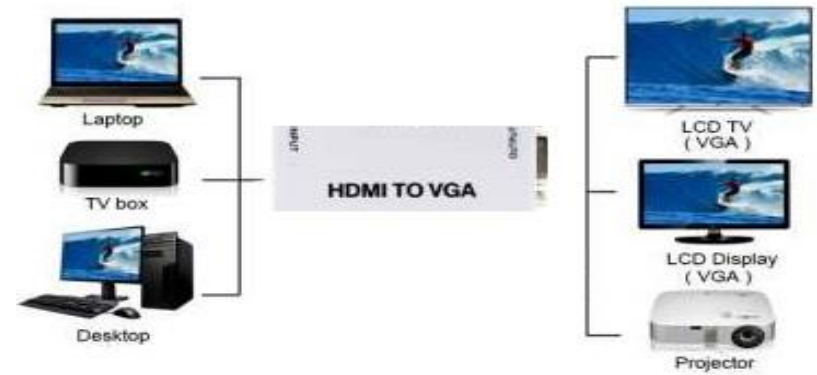 Laptop
TV box
Desktop
INPUT
OUTPUT
HDMI TO VGA
LCD TV
( VGA )
LCD Display
( VGA )
Projector